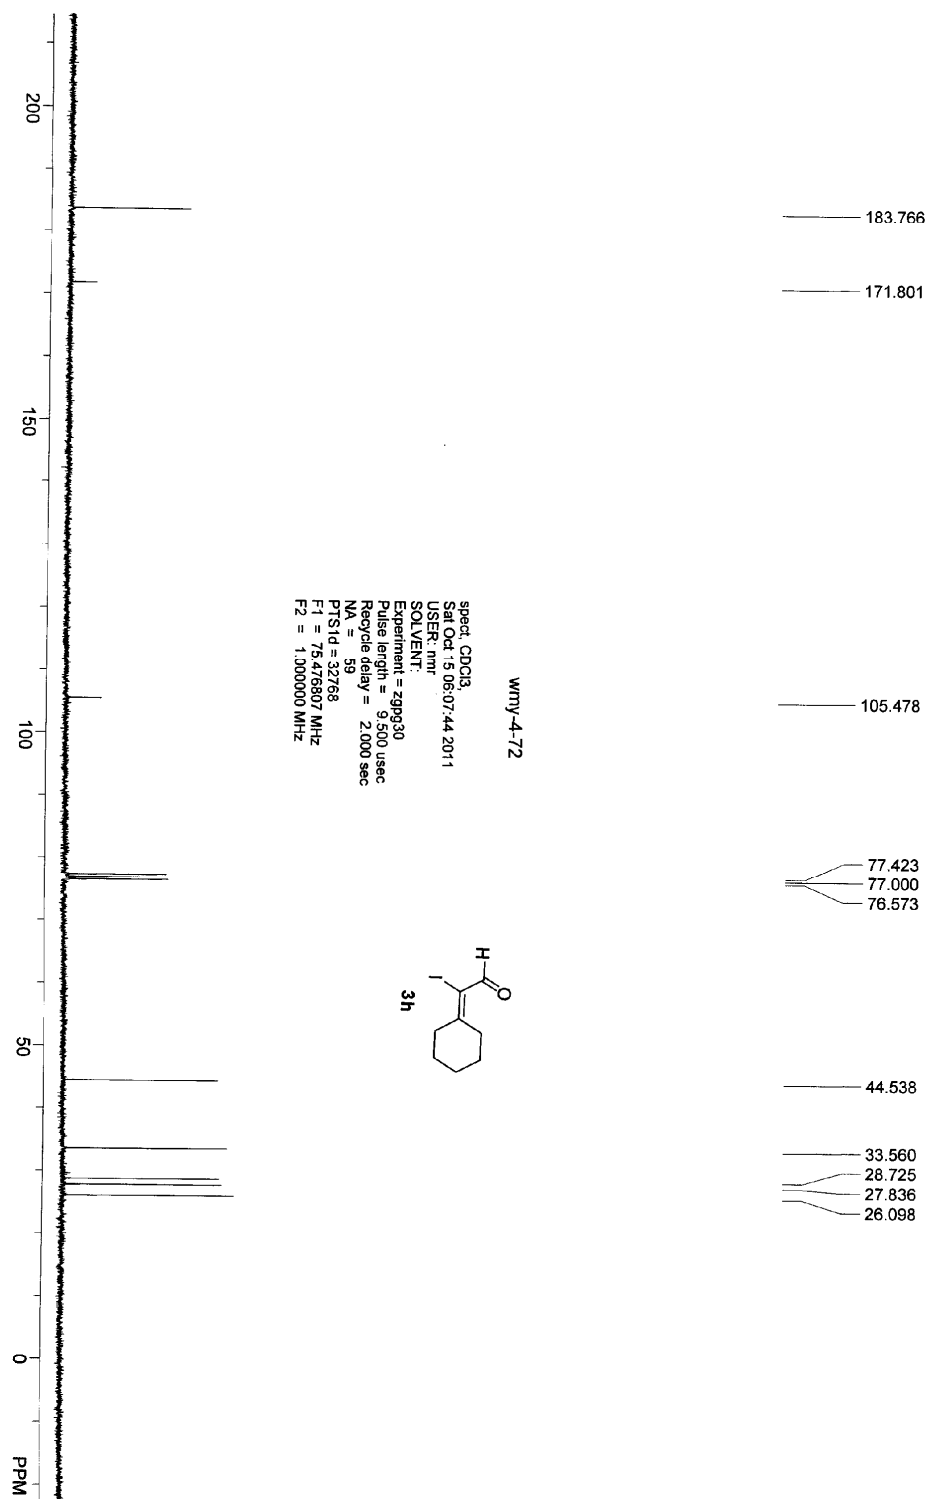 wmy-4-72
spect, CDCl3,
Sat Oct 15 06:07:44 2011
USER: nmr
SOLVENT:
Experiment = zgpg30
Pulse length = 9.500 usec
Recycle delay = 2.000 sec
NA = 59
PTS1d = 32768
F1 = 75.476807 MHz
F2 = 1.000000 MHz
183.766
171.801
105.478
77.423
77.000
76.573
44.538
33.560
28.725
27.836
26.098
H
O
I
3h
200
150
100
50
0
PPM